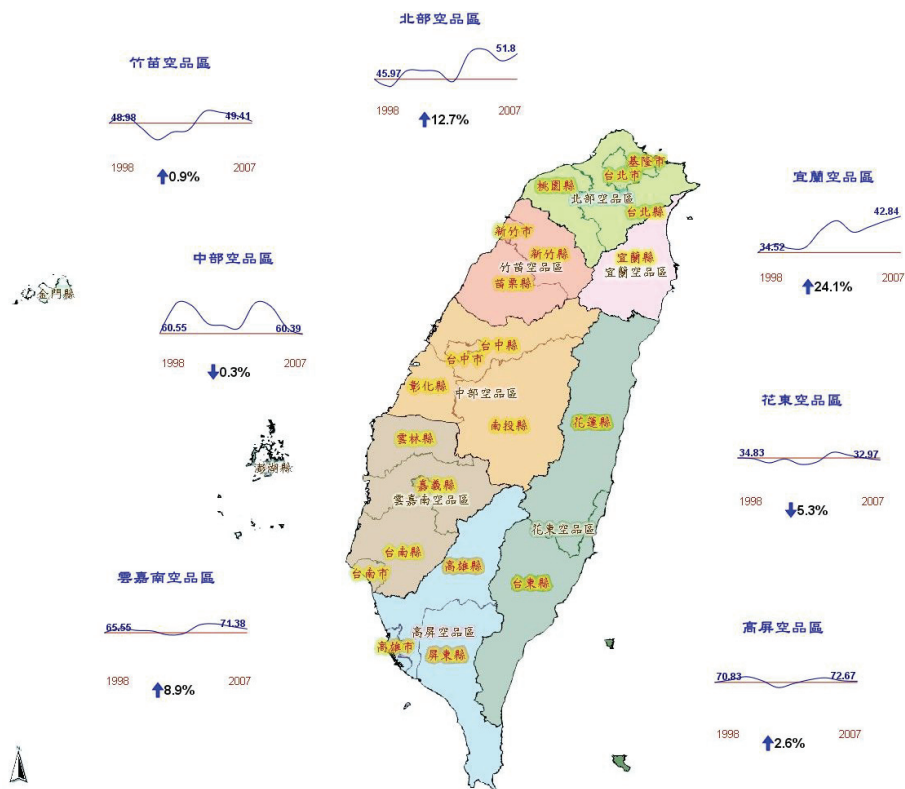 北部空品區
45.97
51.8
1998
2007
12.7%
竹苗空品區
48.98
49.41
1998
2007
0.9%
宜蘭空品區
34.52
42.84
1998
2007
24.1%
中部空品區
60.55
60.39
1998
2007
0.3%
花東空品區
34.83
32.97
1998
2007
5.3%
雲嘉南空品區
65.55
71.38
1998
2007
8.9%
高屏空品區
70.83
72.67
1998
2007
2.6%
基隆市
台北市
桃園縣
北部空品區
台北縣
新竹市
新竹縣
竹苗空品區
苗栗縣
宜蘭縣
宜蘭空品區
金門縣
台中縣
台中市
彰化縣
中部空品區
南投縣
花蓮縣
雲林縣
澎湖縣
嘉義縣
雲嘉南空品區
花東空品區
台南縣
高雄縣
台南市
台東縣
高屏空品區
高雄市
屏東縣